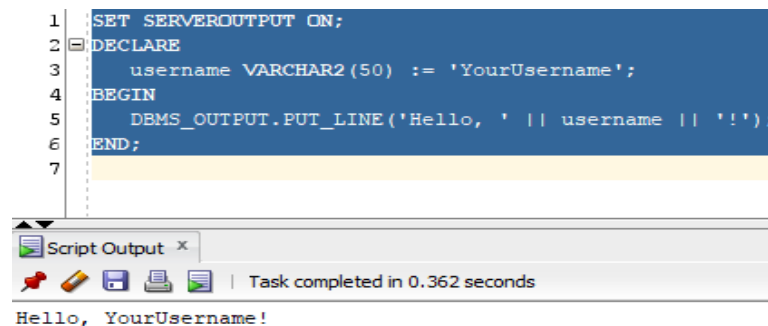 1 SET SERVEROUTPUT ON;
2 DECLARE
3 username VARCHAR2(50) := 'YourUsername';
4 BEGIN
5 DBMS_OUTPUT.PUT_LINE('Hello, ' || username || '!');
6 END;
7
Script Output ×
Task completed in 0.362 seconds
Hello, YourUsername!